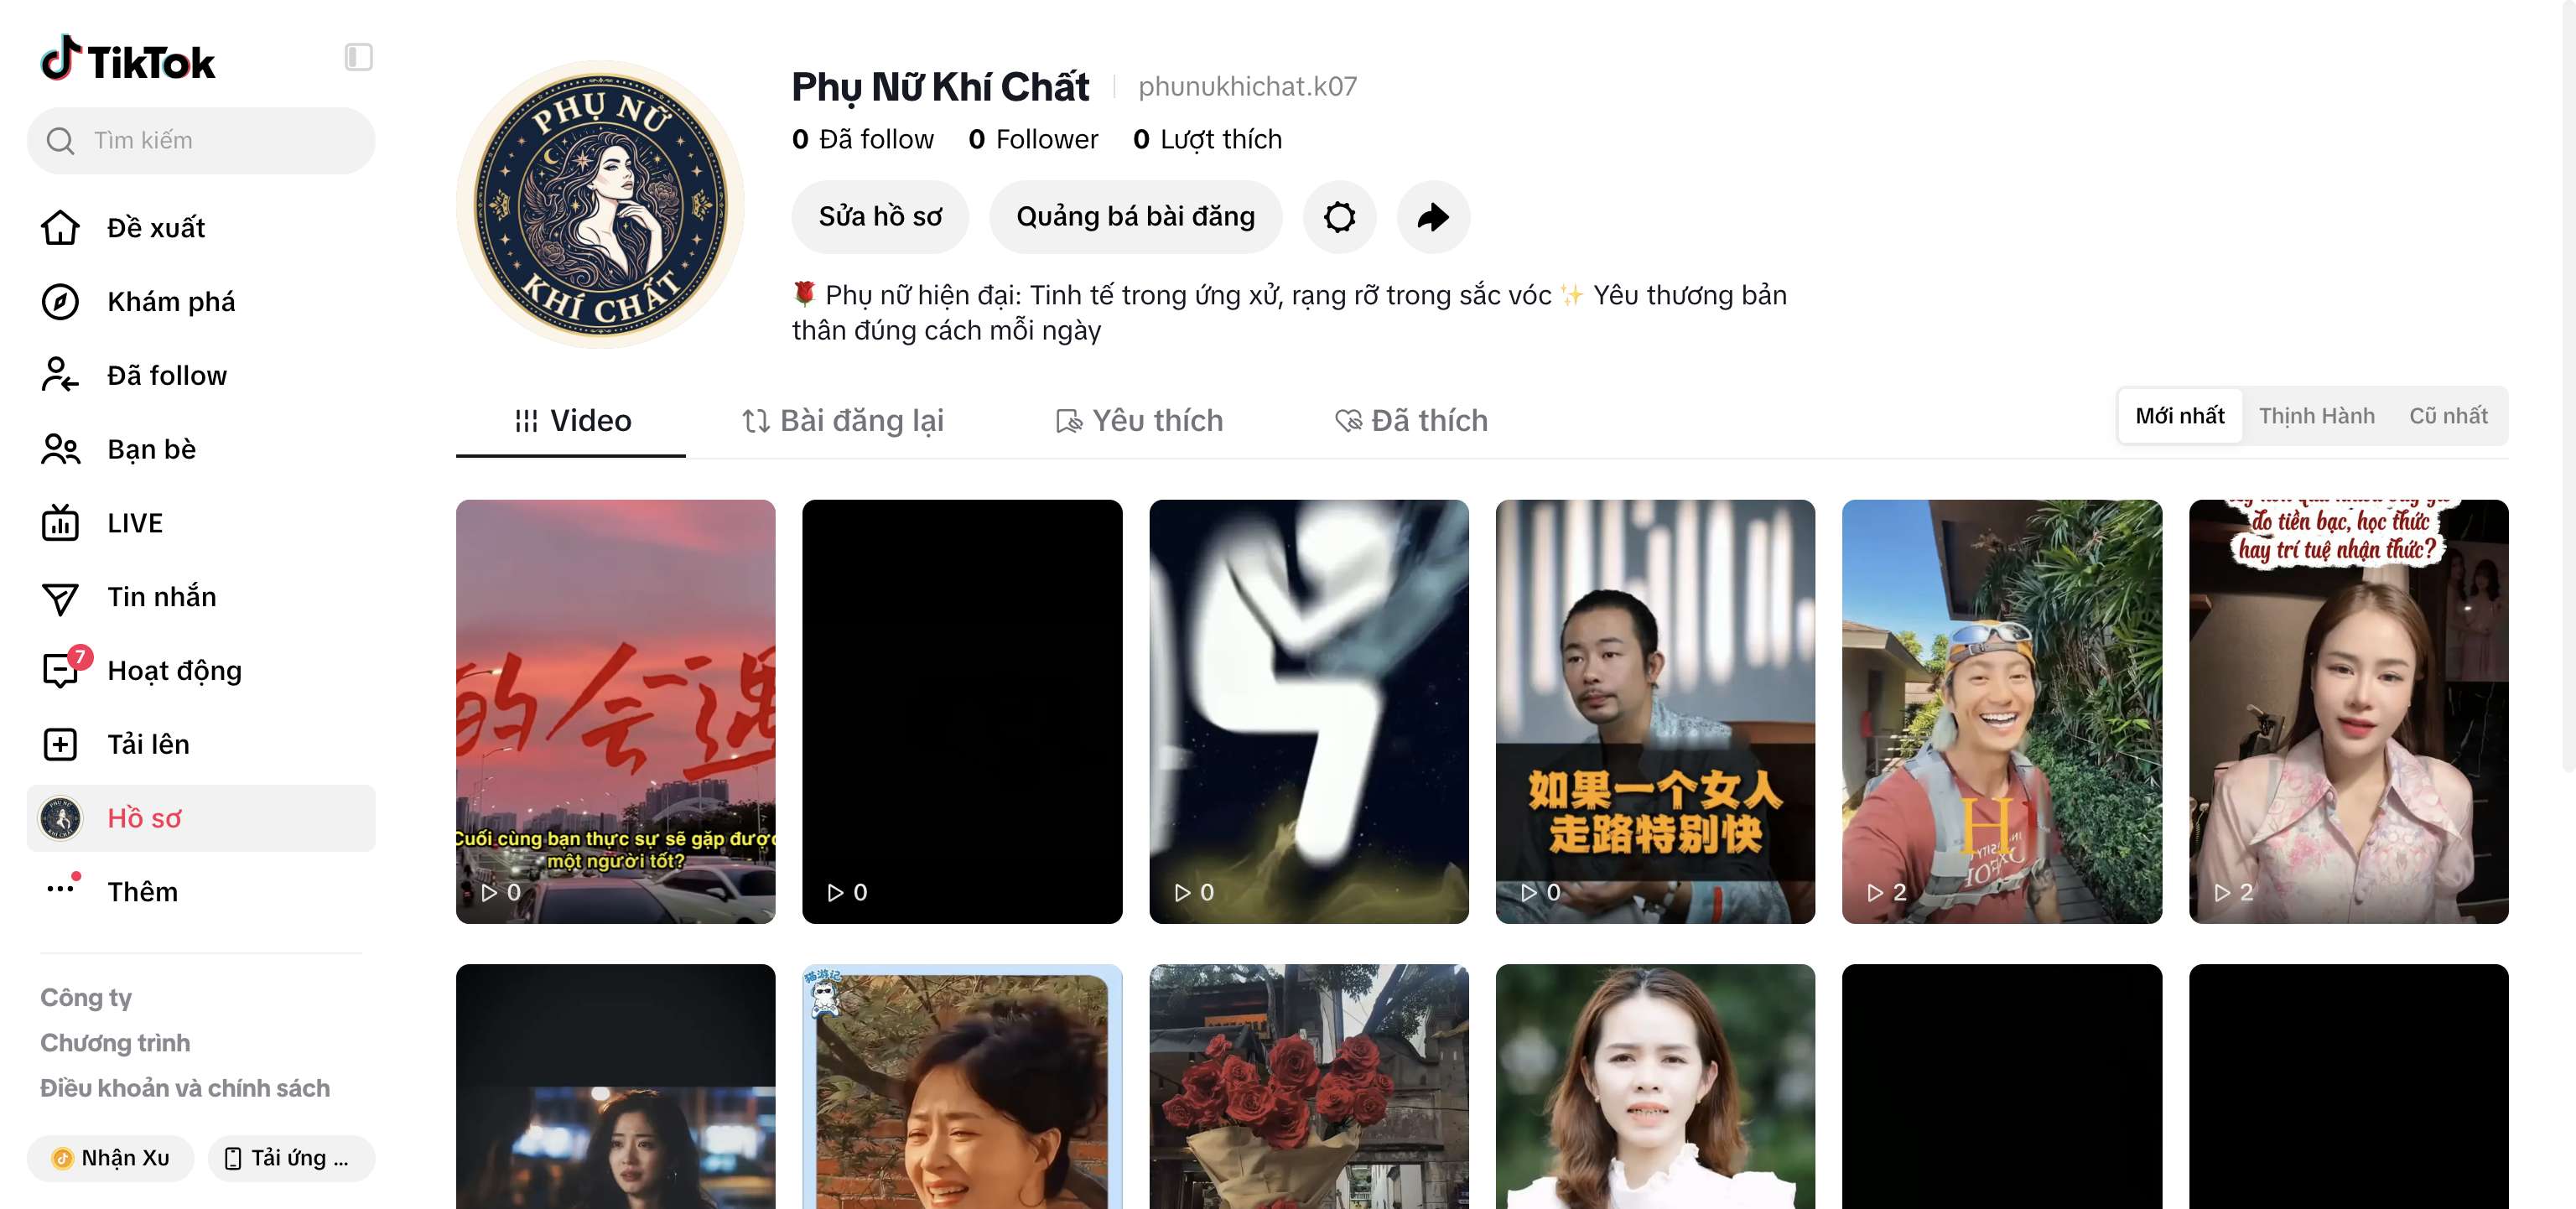 TikTok
Tìm kiếm
Đề xuất
Khám phá
Đã follow
Bạn bè
LIVE
Tin nhắn
7
Hoạt động
Tải lên
Hồ sơ
Thêm
Công ty
Chương trình
Điều khoản và chính sách
Nhận Xu
Tải ứng ...
PHỤ NỮ
KHÍ CHẤT
Phụ Nữ Khí Chất
phunukhichat.k07
0 Đã follow 0 Follower 0 Lượt thích
Sửa hồ sơ
Quảng bá bài đăng
🌹 Phụ nữ hiện đại: Tinh tế trong ứng xử, rạng rỡ trong sắc vóc ✨ Yêu thương bản
thân đúng cách mỗi ngày
Video
Bài đăng lại
Yêu thích
Đã thích
Mới nhất
Thịnh Hành
Cũ nhất
的会遇
Cuối cùng bạn thực sự sẽ gặp được
một người tốt?
0
0
0
如果一个女人
走路特别快
0
H
2
do tiền bạc, học thức
hay trí tuệ nhận thức?
2
猫游记